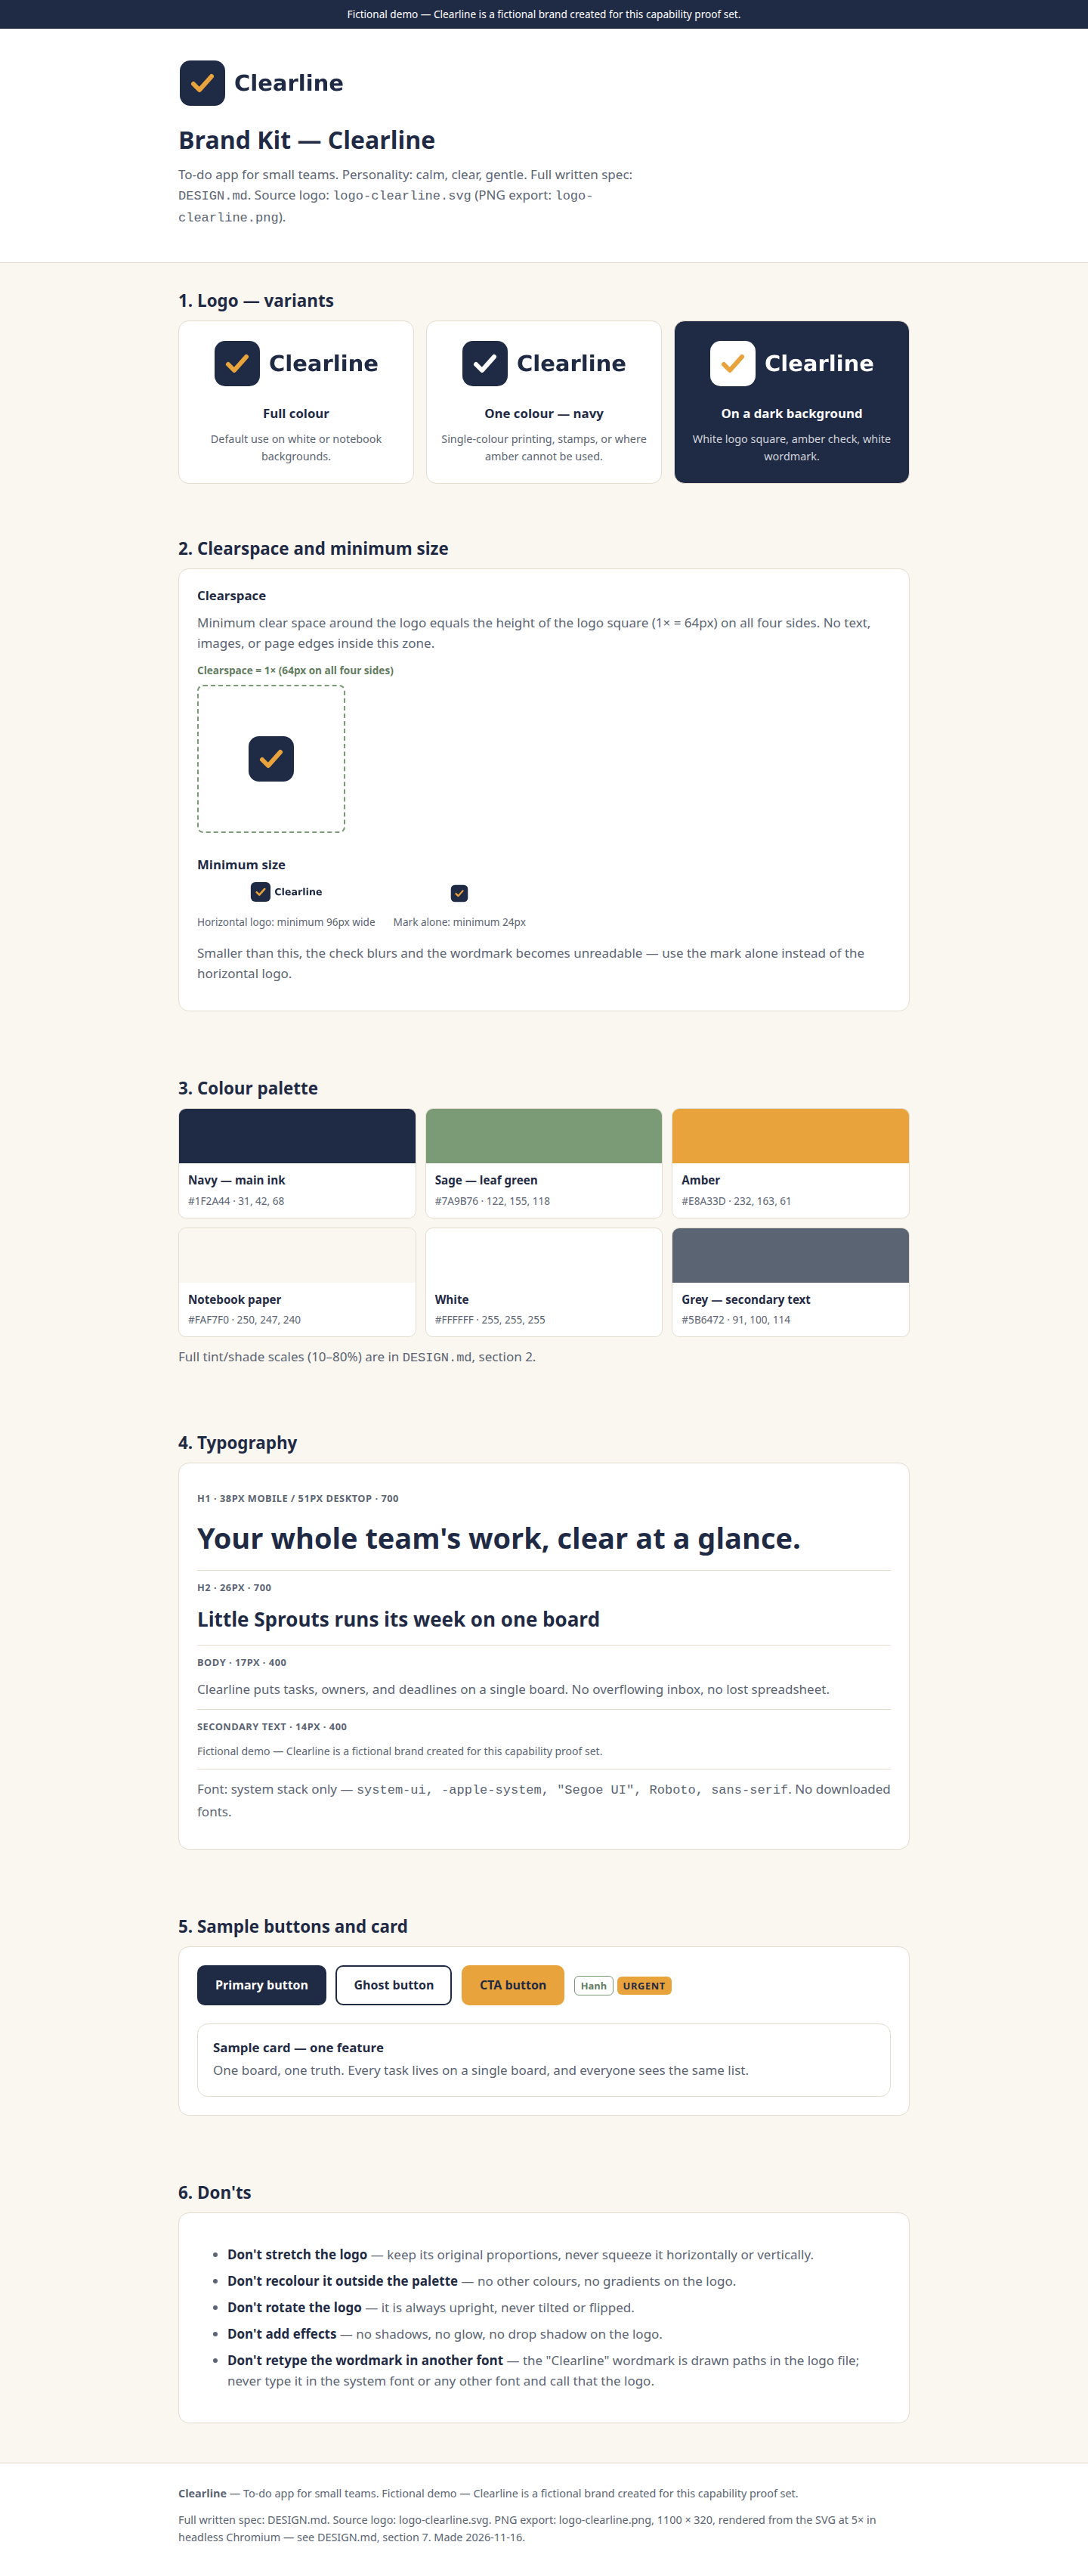 Fictional demo — Clearline is a fictional brand created for this capability proof set.
Clearline
Brand Kit — Clearline
To-do app for small teams. Personality: calm, clear, gentle. Full written spec:
DESIGN.md. Source logo: logo-clearline.svg (PNG export: logo-
clearline.png).
1. Logo — variants
Clearline
Full colour
Default use on white or notebook
backgrounds.
Clearline
One colour — navy
Single-colour printing, stamps, or where
amber cannot be used.
Clearline
On a dark background
White logo square, amber check, white
wordmark.
2. Clearspace and minimum size
Clearspace
Minimum clear space around the logo equals the height of the logo square (1× = 64px) on all four sides. No text,
images, or page edges inside this zone.
Clearspace = 1× (64px on all four sides)
Minimum size
Clearline
Horizontal logo: minimum 96px wide
Mark alone: minimum 24px
Smaller than this, the check blurs and the wordmark becomes unreadable — use the mark alone instead of the
horizontal logo.
3. Colour palette
Navy — main ink
#1F2A44 · 31, 42, 68
Sage — leaf green
#7A9B76 · 122, 155, 118
Amber
#E8A33D · 232, 163, 61
Notebook paper
#FAF7F0 · 250, 247, 240
White
#FFFFFF · 255, 255, 255
Grey — secondary text
#5B6472 · 91, 100, 114
Full tint/shade scales (10–80%) are in DESIGN.md, section 2.
4. Typography
H1 · 38PX MOBILE / 51PX DESKTOP · 700
Your whole team's work, clear at a glance.
H2 · 26PX · 700
Little Sprouts runs its week on one board
BODY · 17PX · 400
Clearline puts tasks, owners, and deadlines on a single board. No overflowing inbox, no lost spreadsheet.
SECONDARY TEXT · 14PX · 400
Fictional demo — Clearline is a fictional brand created for this capability proof set.
Font: system stack only — system-ui, -apple-system, "Segoe UI", Roboto, sans-serif. No downloaded
fonts.
5. Sample buttons and card
Primary button
Ghost button
CTA button
Hanh
URGENT
Sample card — one feature
One board, one truth. Every task lives on a single board, and everyone sees the same list.
6. Don'ts
• Don't stretch the logo — keep its original proportions, never squeeze it horizontally or vertically.
• Don't recolour it outside the palette — no other colours, no gradients on the logo.
• Don't rotate the logo — it is always upright, never tilted or flipped.
• Don't add effects — no shadows, no glow, no drop shadow on the logo.
• Don't retype the wordmark in another font — the "Clearline" wordmark is drawn paths in the logo file;
never type it in the system font or any other font and call that the logo.
Clearline — To-do app for small teams. Fictional demo — Clearline is a fictional brand created for this capability proof set.
Full written spec: DESIGN.md. Source logo: logo-clearline.svg. PNG export: logo-clearline.png, 1100 × 320, rendered from the SVG at 5× in
headless Chromium — see DESIGN.md, section 7. Made 2026-11-16.